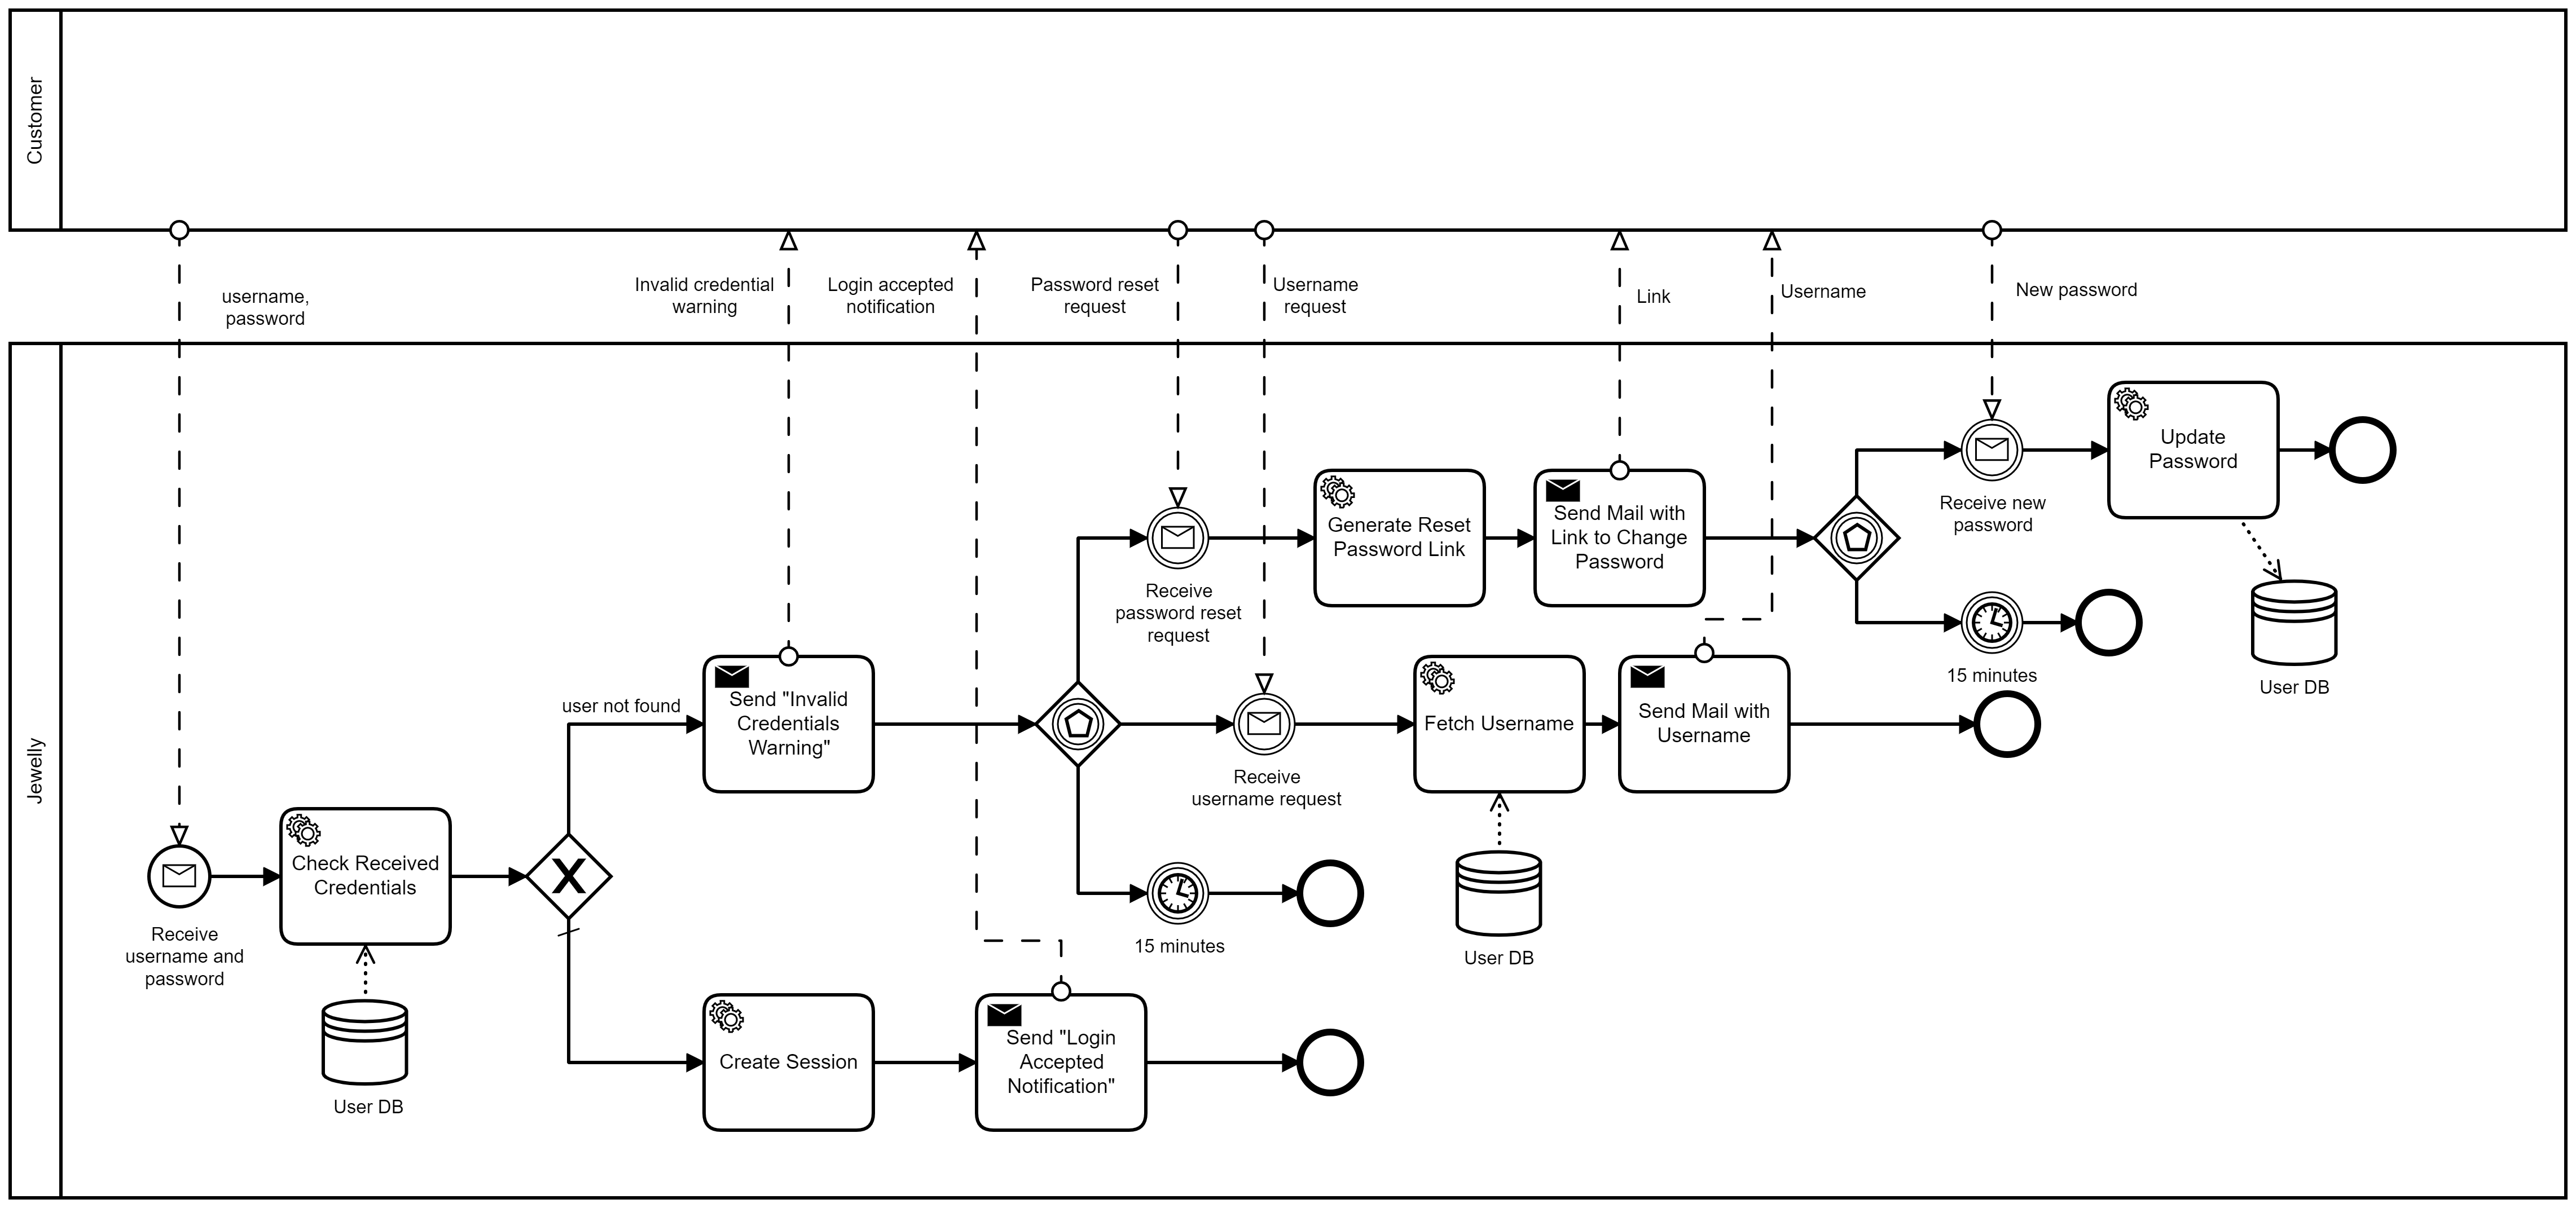 Customer
username,
password
Invalid credential
warning
Login accepted
notification
Password reset
request
Username
request
Link
Username
New password
Jewelly
Receive
username and
password
Check Received
Credentials
User DB
user not found
Send "Invalid
Credentials
Warning"
Create Session
Send "Login
Accepted
Notification"
Receive
password reset
request
Receive
username request
15 minutes
Generate Reset
Password Link
Send Mail with
Link to Change
Password
Fetch Username
User DB
Send Mail with
Username
Receive new
password
15 minutes
Update
Password
User DB